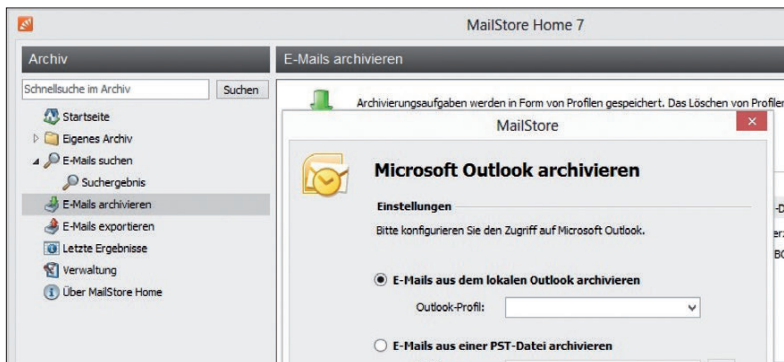 MailStore Home 7
Archiv
E-Mails archivieren
Schnellsuche im Archiv
Suchen
Startseite
Eigenes Archiv
E-Mails suchen
Suchergebnis
E-Mails archivieren
E-Mails exportieren
Letzte Ergebnisse
Verwaltung
Über MailStore Home
Archivierungsaufgaben werden in Form von Profilen gespeichert. Das Löschen von Profilen
MailStore
Microsoft Outlook archivieren
Einstellungen
Bitte konfigurieren Sie den Zugriff auf Microsoft Outlook.
E-Mails aus dem lokalen Outlook archivieren
Outlook-Profil:
E-Mails aus einer PST-Datei archivieren